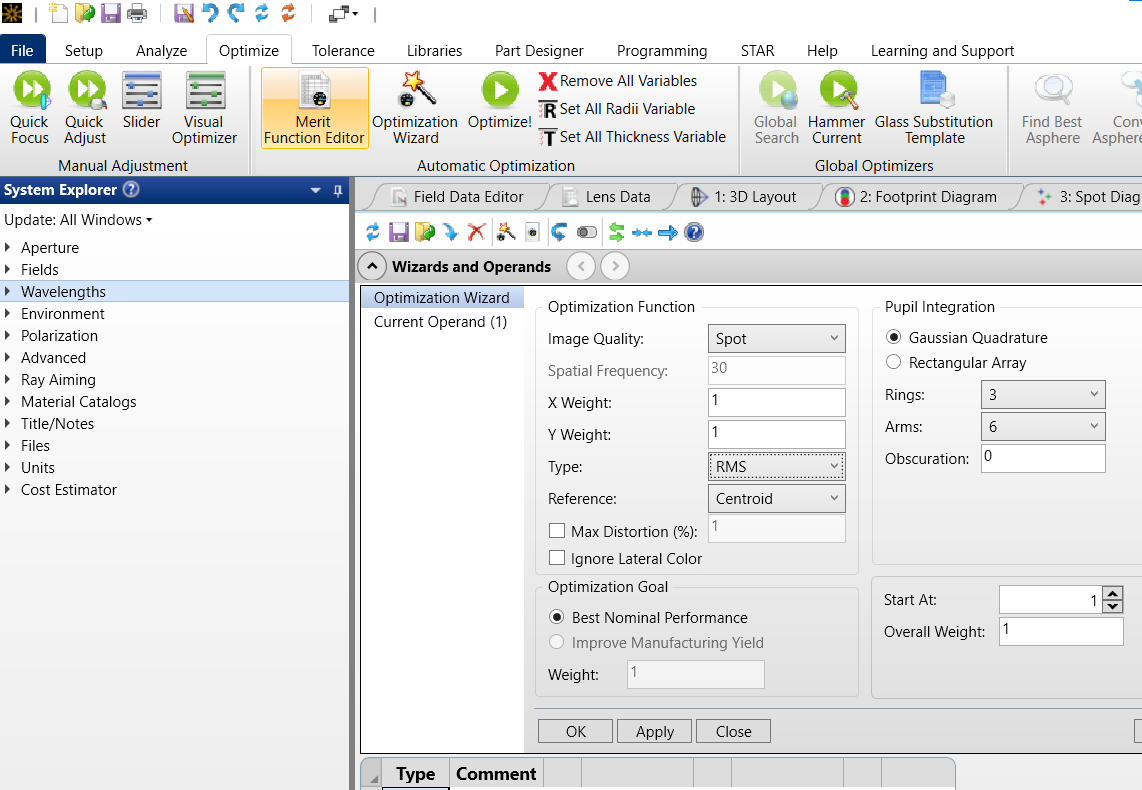 File Setup Analyze Optimize Tolerance Libraries Part Designer Programming STAR Help Learning and Support
Quick Focus
Quick Adjust
Slider
Visual Optimizer
Manual Adjustment
Merit Function Editor
Optimization Wizard
Optimize!
Remove All Variables
Set All Radii Variable
Set All Thickness Variable
Automatic Optimization
Global Search
Hammer Current
Glass Substitution Template
Global Optimizers
Find Best Asphere
Conv
Asphere
System Explorer ?
Update: All Windows
Aperture
Fields
Wavelengths
Environment
Polarization
Advanced
Ray Aiming
Material Catalogs
Title/Notes
Files
Units
Cost Estimator
Field Data Editor Lens Data 1: 3D Layout 2: Footprint Diagram 3: Spot Diag
Wizards and Operands
Optimization Wizard
Current Operand (1)
Optimization Function
Image Quality: Spot
Spatial Frequency: 30
X Weight: 1
Y Weight: 1
Type: RMS
Reference: Centroid
Max Distortion (%): 1
Ignore Lateral Color
Optimization Goal
Best Nominal Performance
Improve Manufacturing Yield
Weight: 1
Pupil Integration
Gaussian Quadrature
Rectangular Array
Rings: 3
Arms: 6
Obscuration: 0
Start At: 1
Overall Weight: 1
OK Apply Close
Type Comment